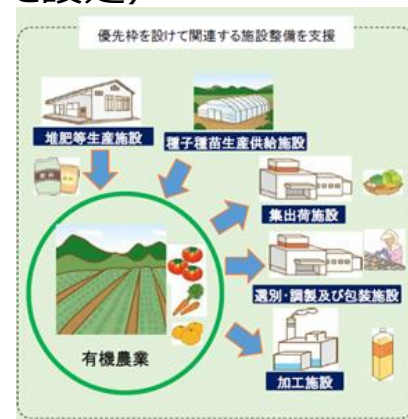 優先枠を設けて関連する施設整備を支援
堆肥等生産施設
種子種苗生産供給施設
集出荷施設
選別・調製及び包装施設
有機農業
加工施設